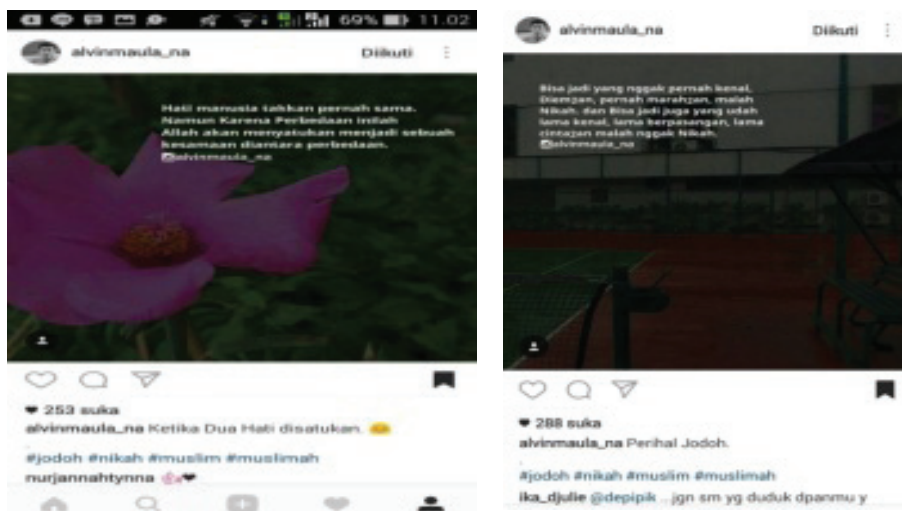 69% 11.02
alvinmaula_na Diikuti
Hati manusia takkan pernah sama.
Namun Karena Perbedaan inilah
Allah akan menyatukan menjadi sebuah
kesamaan diantara perbedaan.
alvinmaula_na
253 suka
alvinmaula_na Ketika Dua Hati disatukan.
.
#jodoh #nikah #muslim #muslimah
nurjannahtynna
alvinmaula_na Diikuti
Bisa jadi yang nggak pernah kenal,
Diem2an, pernah marah2an, malah
Nikah. dan Bisa jadi juga yang udah
lama kenal, lama berpasangan, lama
cinta2an malah nggak Nikah.
alvinmaula_na
288 suka
alvinmaula_na Perihal Jodoh.
.
#jodoh #nikah #muslim #muslimah
ika_djulie @depipik ..jgn sm yg duduk dpanmu y